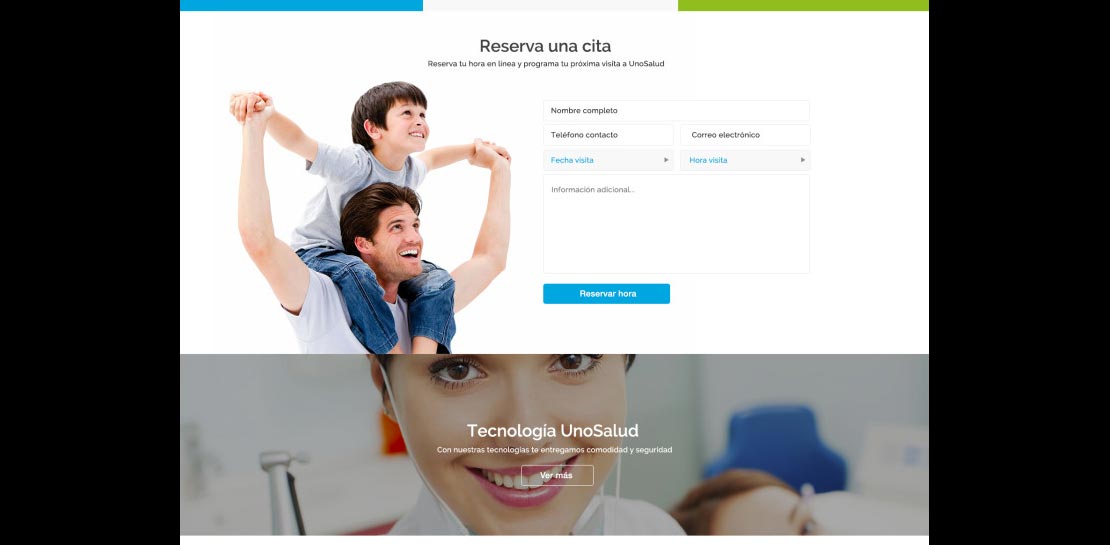 Reserva una cita
Reserva tu hora en línea y programa tu próxima visita a UnoSalud
Nombre completo
Teléfono contacto
Correo electrónico
Fecha visita
Hora visita
Información adicional...
Reservar hora
Tecnología UnoSalud
Con nuestras tecnologías te entregamos comodidad y seguridad
Ver más